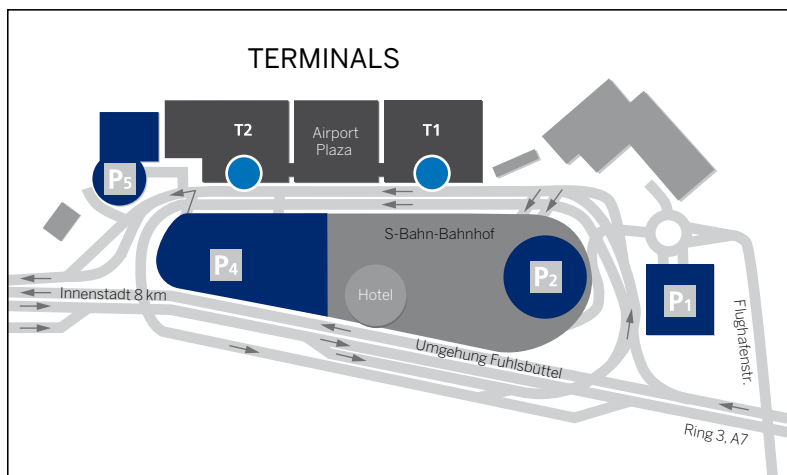 TERMINALS
T2
Airport
Plaza
T1
P5
S-Bahn-Bahnhof
P4
P2
Hotel
P1
Innenstadt 8 km
Umgehung Fuhlsbüttel
Flughafenstr.
Ring 3, A7